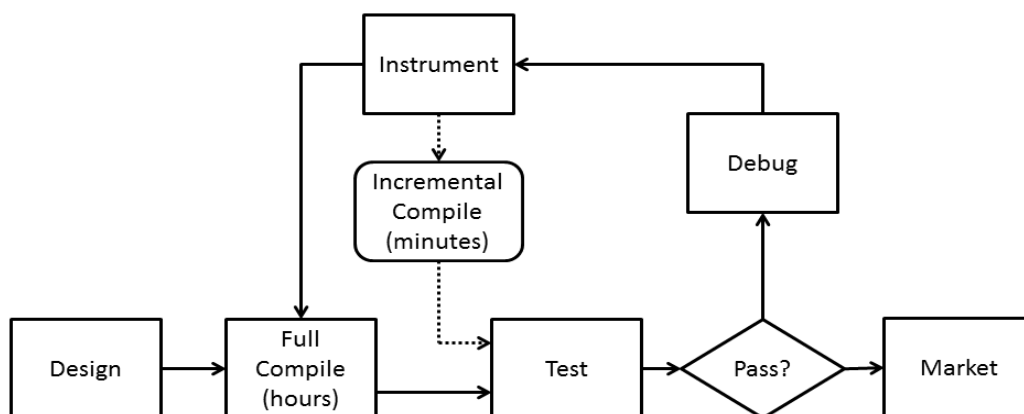 Instrument
Debug
Incremental
Compile
(minutes)
Design
Full
Compile
(hours)
Test
Pass?
Market